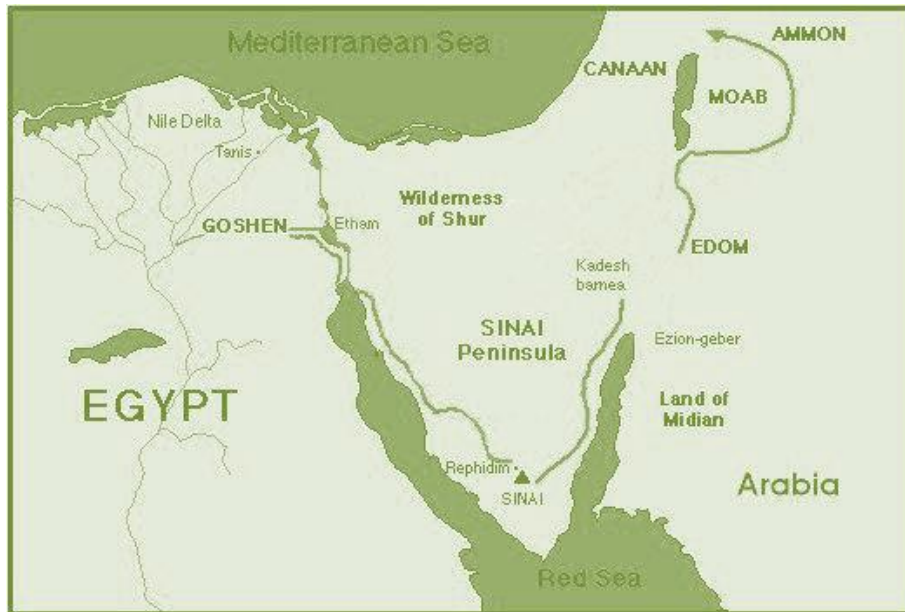 Mediterranean Sea
AMMON
CANAAN
MOAB
Nile Delta
Tanis
Wilderness
of Shur
GOSHEN
Etham
EDOM
Kadesh
barnea
SINAI
Peninsula
Ezion-geber
EGYPT
Land of
Midian
Rephidim
SINAI
Arabia
Red Sea